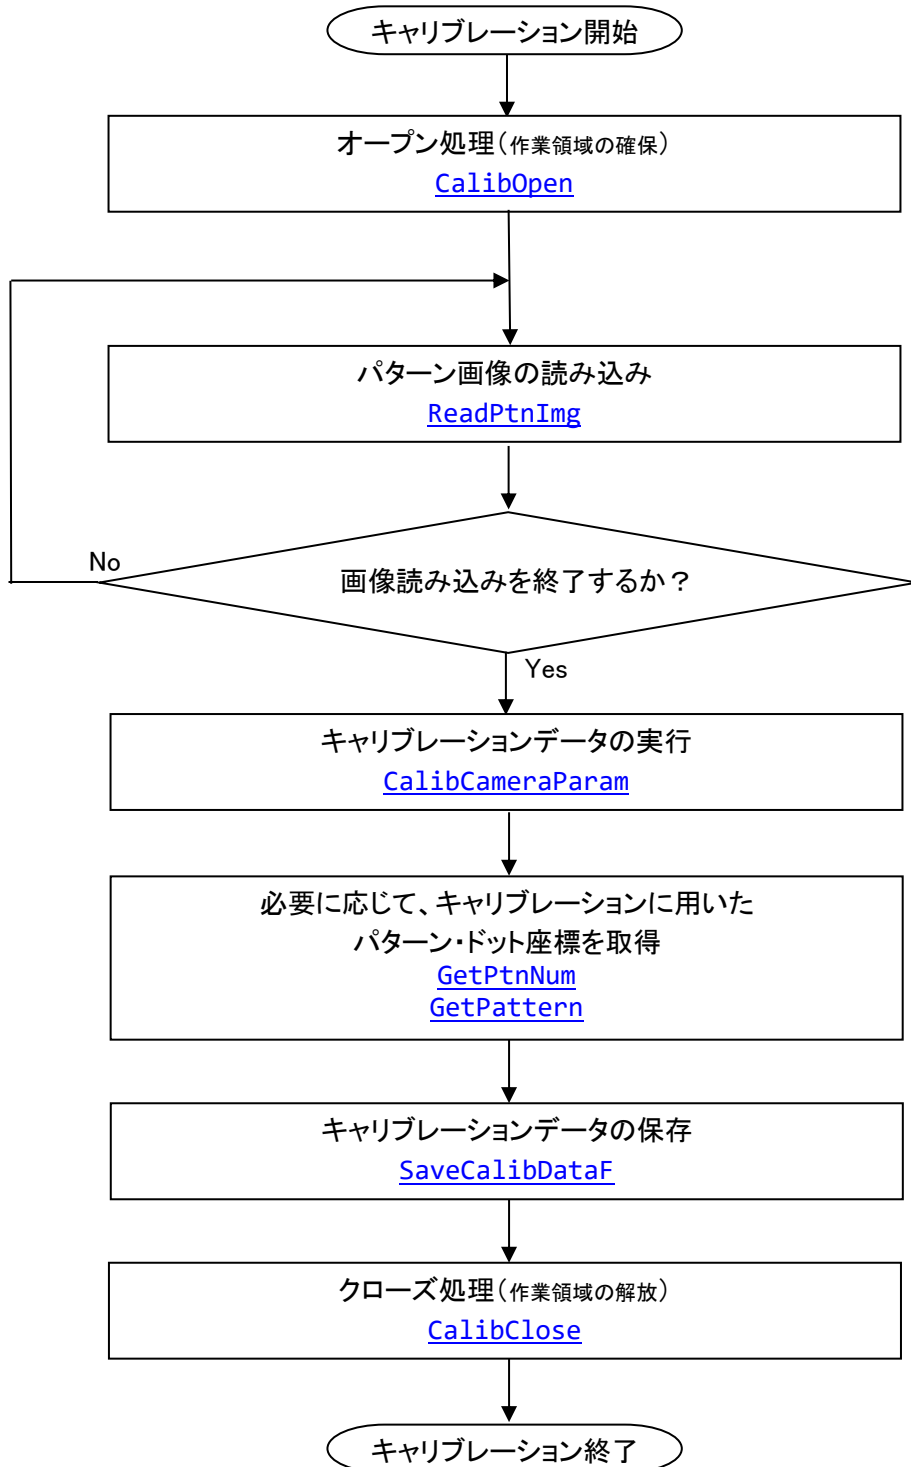 キャリブレーション開始
オープン処理（作業領域の確保）
CalibOpen
パターン画像の読み込み
ReadPtnImg
No
画像読み込みを終了するか？
Yes
キャリブレーションデータの実行
CalibCameraParam
必要に応じて、キャリブレーションに用いた
パターン・ドット座標を取得
GetPtnNum
GetPattern
キャリブレーションデータの保存
SaveCalibDataF
クローズ処理（作業領域の解放）
CalibClose
キャリブレーション終了